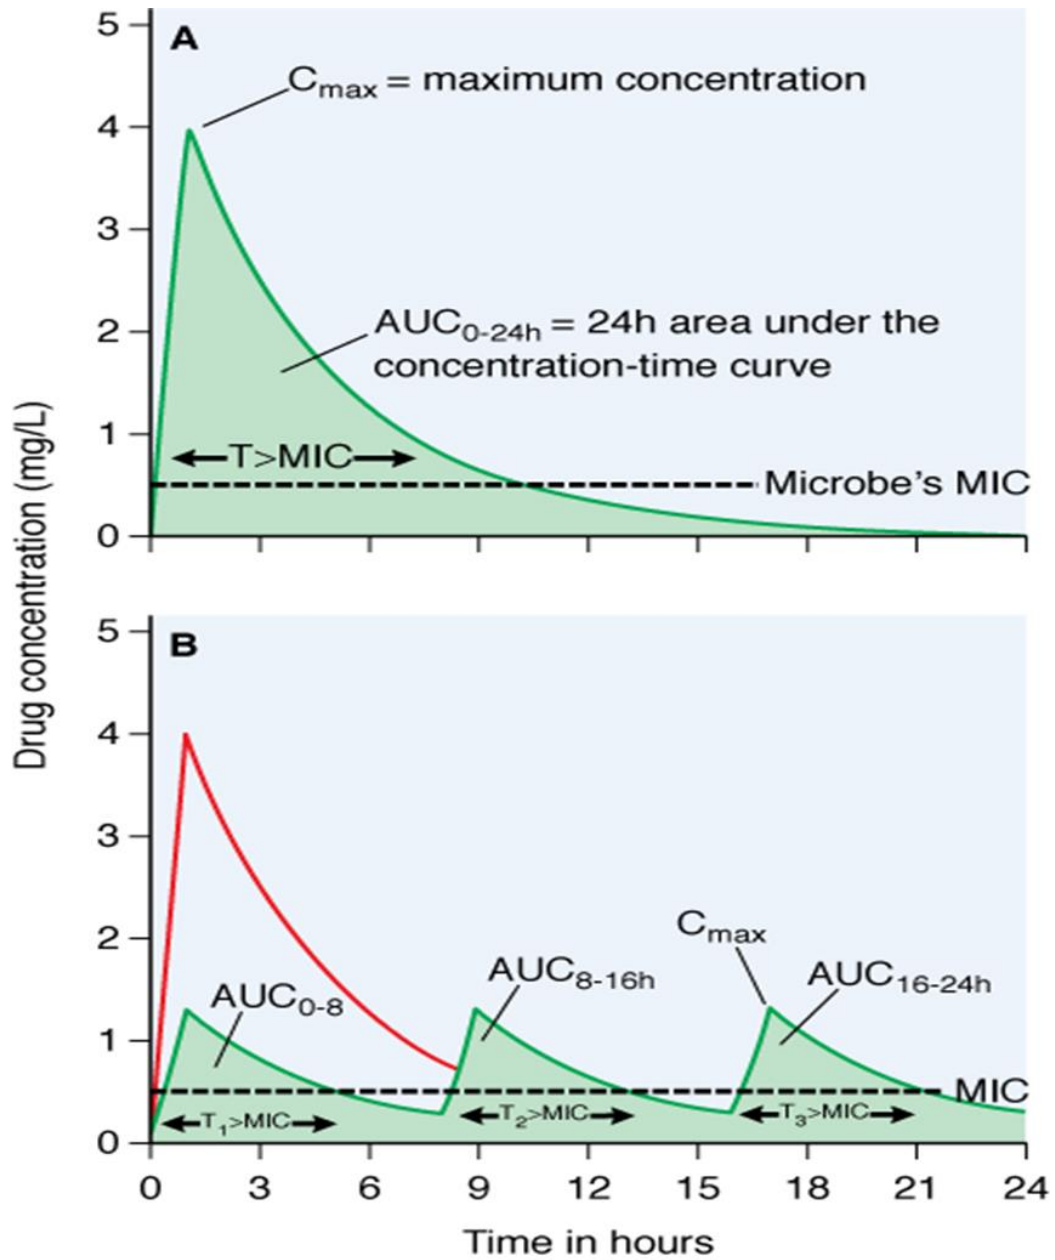 Drug concentration (mg/L)
A
5
4
3
2
1
0
Cmax = maximum concentration
AUC0-24h = 24h area under the
concentration-time curve
T>MIC
Microbe's MIC
B
5
4
3
2
1
0
Cmax
AUC0-8
AUC8-16h
AUC16-24h
MIC
T1>MIC
T2>MIC
T3>MIC
0 3 6 9 12 15 18 21 24
Time in hours